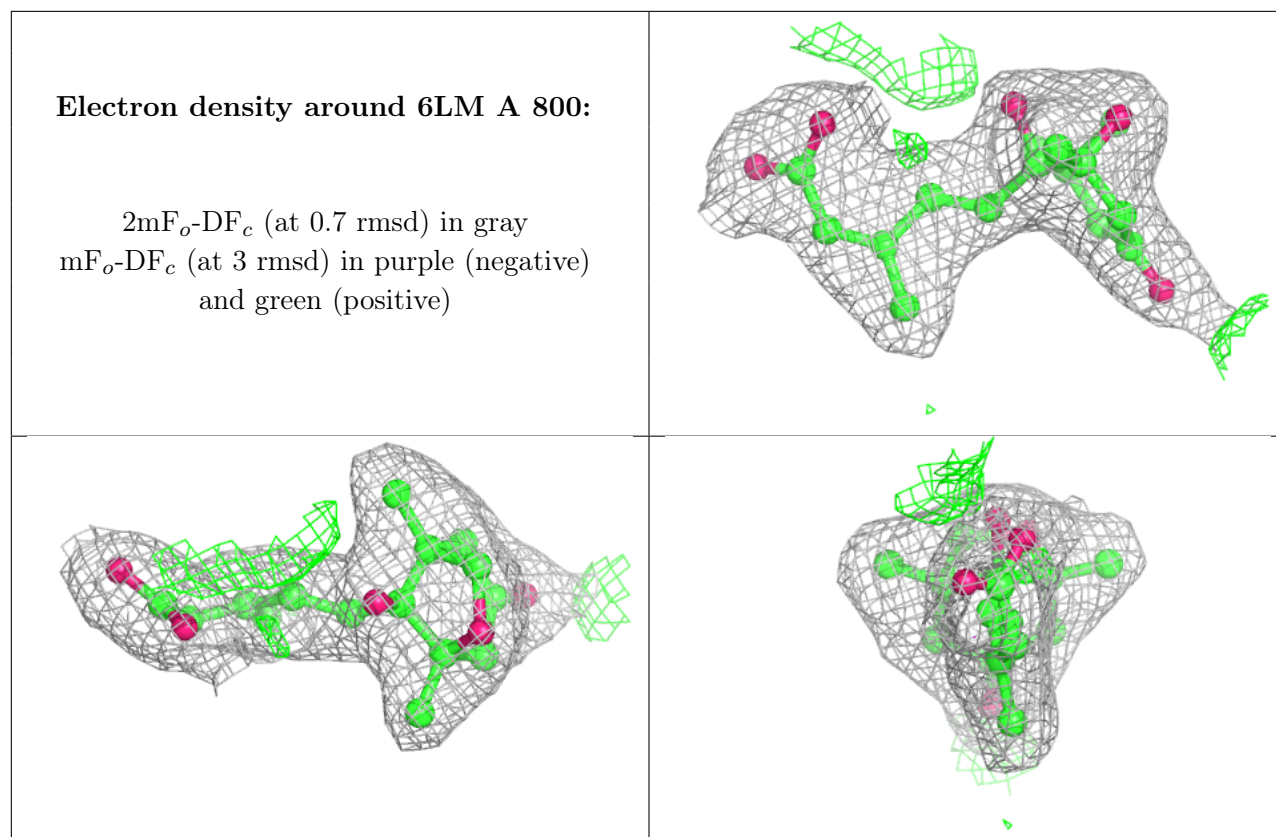 Electron density around 6LM A 800:
2mFₒ-DF𝒸 (at 0.7 rmsd) in gray
mFₒ-DF𝒸 (at 3 rmsd) in purple (negative)
and green (positive)